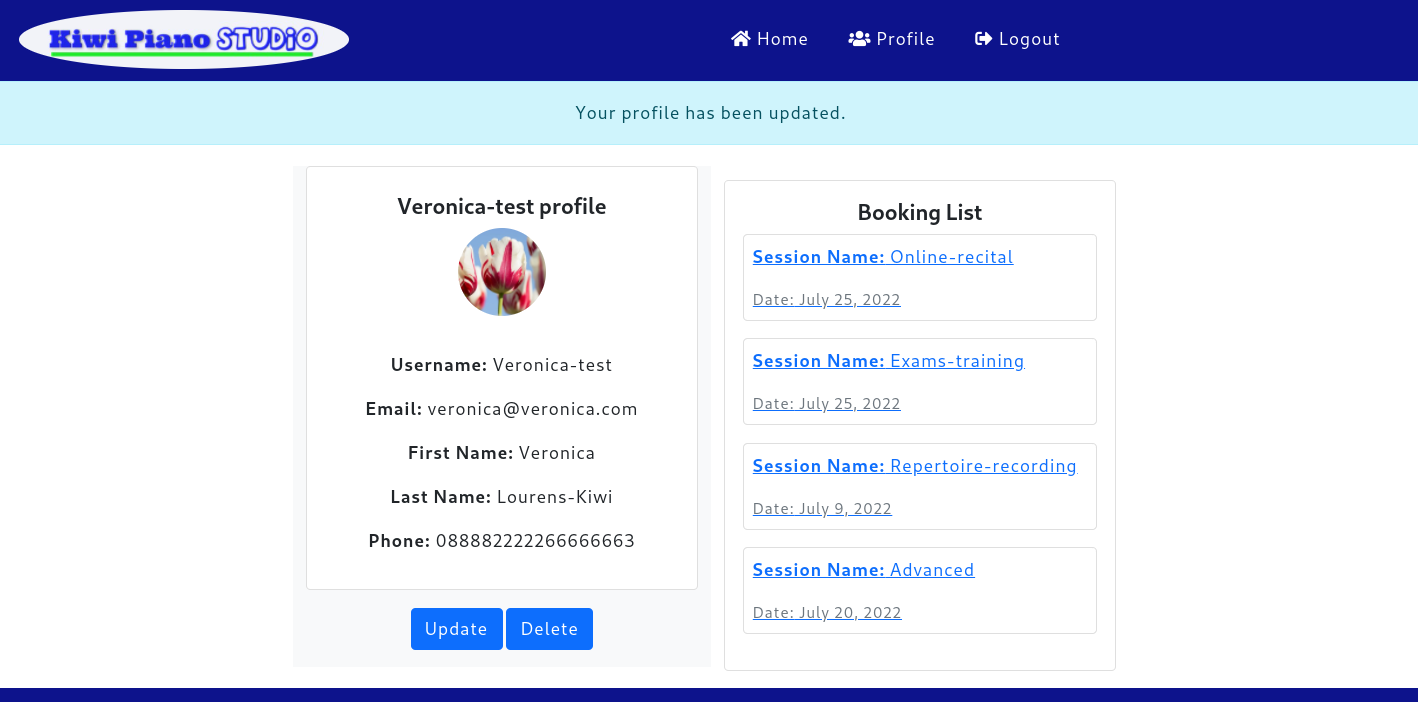 Kiwi Piano STUDiO
Home Profile Logout
Your profile has been updated.
Veronica-test profile
Username: Veronica-test
Email: veronica@veronica.com
First Name: Veronica
Last Name: Lourens-Kiwi
Phone: 088882222266666663
Update Delete
Booking List
Session Name: Online-recital
Date: July 25, 2022
Session Name: Exams-training
Date: July 25, 2022
Session Name: Repertoire-recording
Date: July 9, 2022
Session Name: Advanced
Date: July 20, 2022